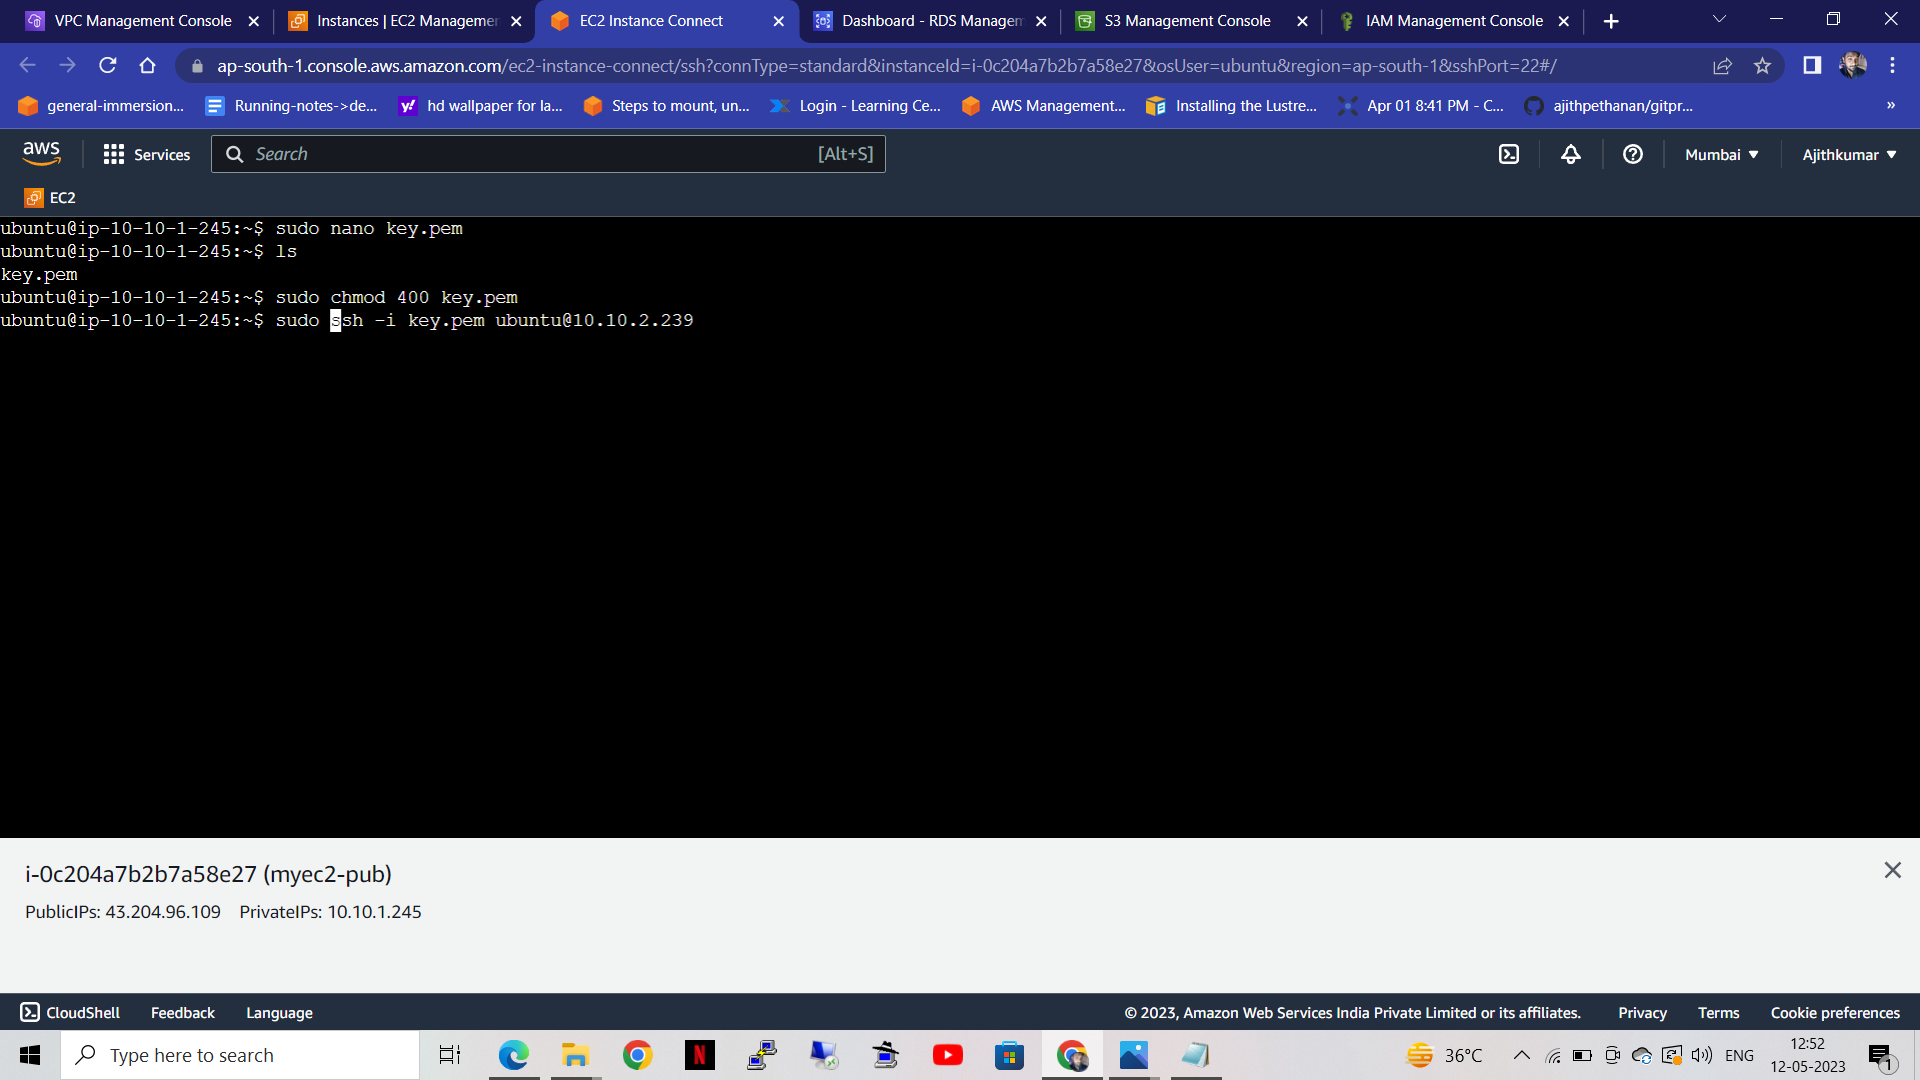 VPC Management Console
Instances | EC2 Managemen
EC2 Instance Connect
Dashboard - RDS Managem
S3 Management Console
IAM Management Console
ap-south-1.console.aws.amazon.com/ec2-instance-connect/ssh?connType=standard&instanceId=i-0c204a7b2b7a58e27&osUser=ubuntu&region=ap-south-1&sshPort=22#/
general-immersion...
Running-notes->de...
hd wallpaper for la...
Steps to mount, un...
Login - Learning Ce...
AWS Management...
Installing the Lustre...
Apr 01 8:41 PM - C...
ajithpethanan/gitpr...
»
aws
Services
Search
[Alt+S]
Mumbai
Ajithkumar
EC2
ubuntu@ip-10-10-1-245:~$ sudo nano key.pem
ubuntu@ip-10-10-1-245:~$ ls
key.pem
ubuntu@ip-10-10-1-245:~$ sudo chmod 400 key.pem
ubuntu@ip-10-10-1-245:~$ sudo ssh -i key.pem ubuntu@10.10.2.239
i-0c204a7b2b7a58e27 (myec2-pub)
PublicIPs: 43.204.96.109 PrivateIPs: 10.10.1.245
CloudShell
Feedback
Language
© 2023, Amazon Web Services India Private Limited or its affiliates.
Privacy
Terms
Cookie preferences
Type here to search
36°C
ENG
12:52
12-05-2023
1